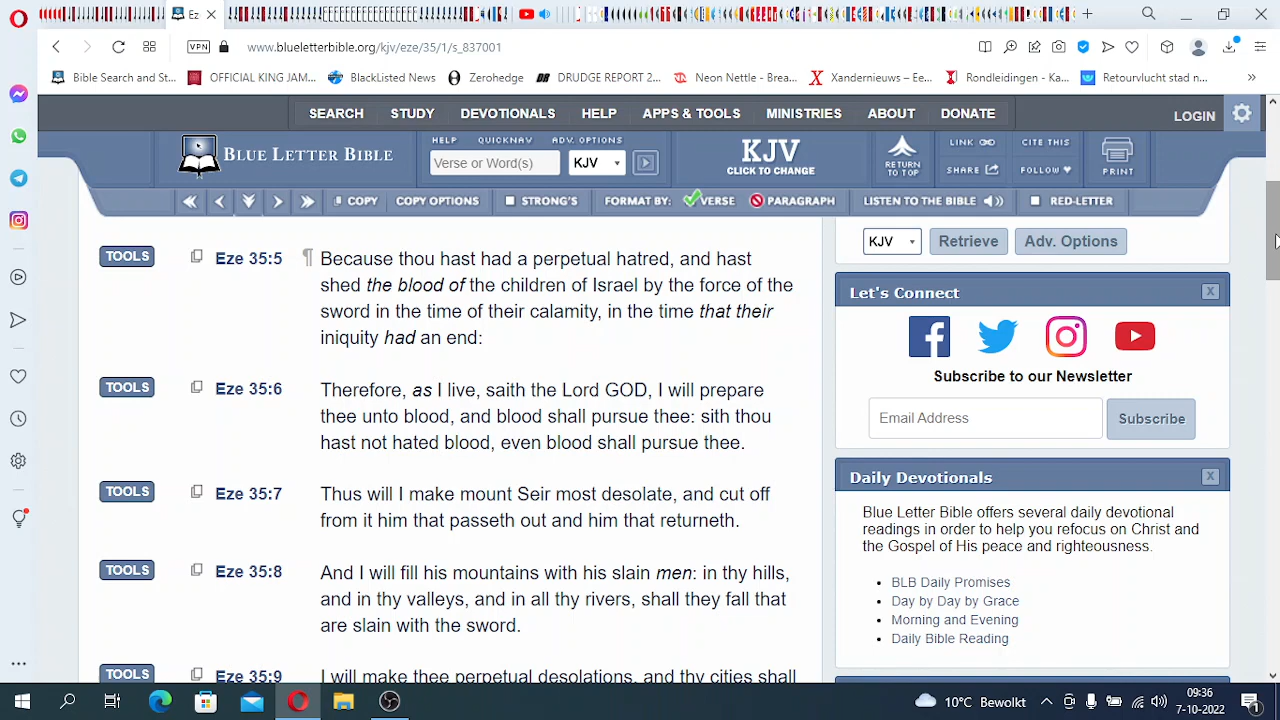 Ez
www.blueletterbible.org/kjv/eze/35/1/s_837001
VPN
Bible Search and St...
OFFICIAL KING JAM...
BlackListed News
Zerohedge
DRUDGE REPORT 2...
Neon Nettle - Brea...
Xandernieuws – Ee...
Rondleidingen - Ka...
Retourvlucht stad n...
SEARCH
STUDY
DEVOTIONALS
HELP
APPS & TOOLS
MINISTRIES
ABOUT
DONATE
LOGIN
BLUE LETTER BIBLE
HELP
QUICKNAV
ADV. OPTIONS
Verse or Word(s)
KJV
KJV
CLICK TO CHANGE
RETURN
TO TOP
LINK
CITE THIS
SHARE
FOLLOW
PRINT
COPY
COPY OPTIONS
STRONG'S
FORMAT BY:
VERSE
PARAGRAPH
LISTEN TO THE BIBLE
RED-LETTER
TOOLS
Eze 35:5
¶ Because thou hast had a perpetual hatred, and hast
shed the blood of the children of Israel by the force of the
sword in the time of their calamity, in the time that their
iniquity had an end:
TOOLS
Eze 35:6
Therefore, as I live, saith the Lord GOD, I will prepare
thee unto blood, and blood shall pursue thee: sith thou
hast not hated blood, even blood shall pursue thee.
TOOLS
Eze 35:7
Thus will I make mount Seir most desolate, and cut off
from it him that passeth out and him that returneth.
TOOLS
Eze 35:8
And I will fill his mountains with his slain men: in thy hills,
and in thy valleys, and in all thy rivers, shall they fall that
are slain with the sword.
TOOLS
Eze 35:9
I will make thee perpetual desolations, and thy cities shall
KJV
Retrieve
Adv. Options
Let's Connect
X
Subscribe to our Newsletter
Email Address
Subscribe
Daily Devotionals
X
Blue Letter Bible offers several daily devotional
readings in order to help you refocus on Christ and
the Gospel of His peace and righteousness.
BLB Daily Promises
Day by Day by Grace
Morning and Evening
Daily Bible Reading
10°C Bewolkt
09:36
7-10-2022
1